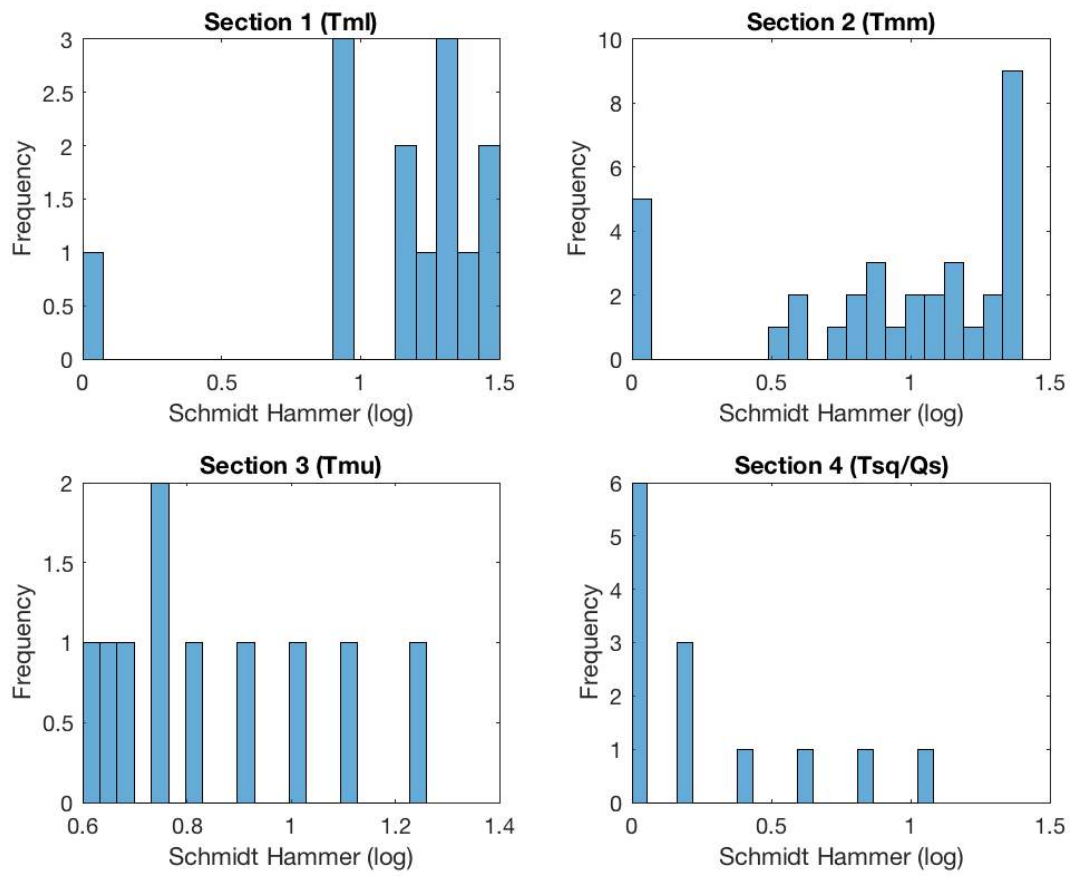 Section 1 (Tml)
3
2.5
2
1.5
1
0.5
0
Frequency
0 0.5 1 1.5
Schmidt Hammer (log)
Section 2 (Tmm)
10
8
6
4
2
0
Frequency
0 0.5 1 1.5
Schmidt Hammer (log)
Section 3 (Tmu)
2
1.5
1
0.5
0
Frequency
0.6 0.8 1 1.2 1.4
Schmidt Hammer (log)
Section 4 (Tsq/Qs)
6
5
4
3
2
1
0
Frequency
0 0.5 1 1.5
Schmidt Hammer (log)